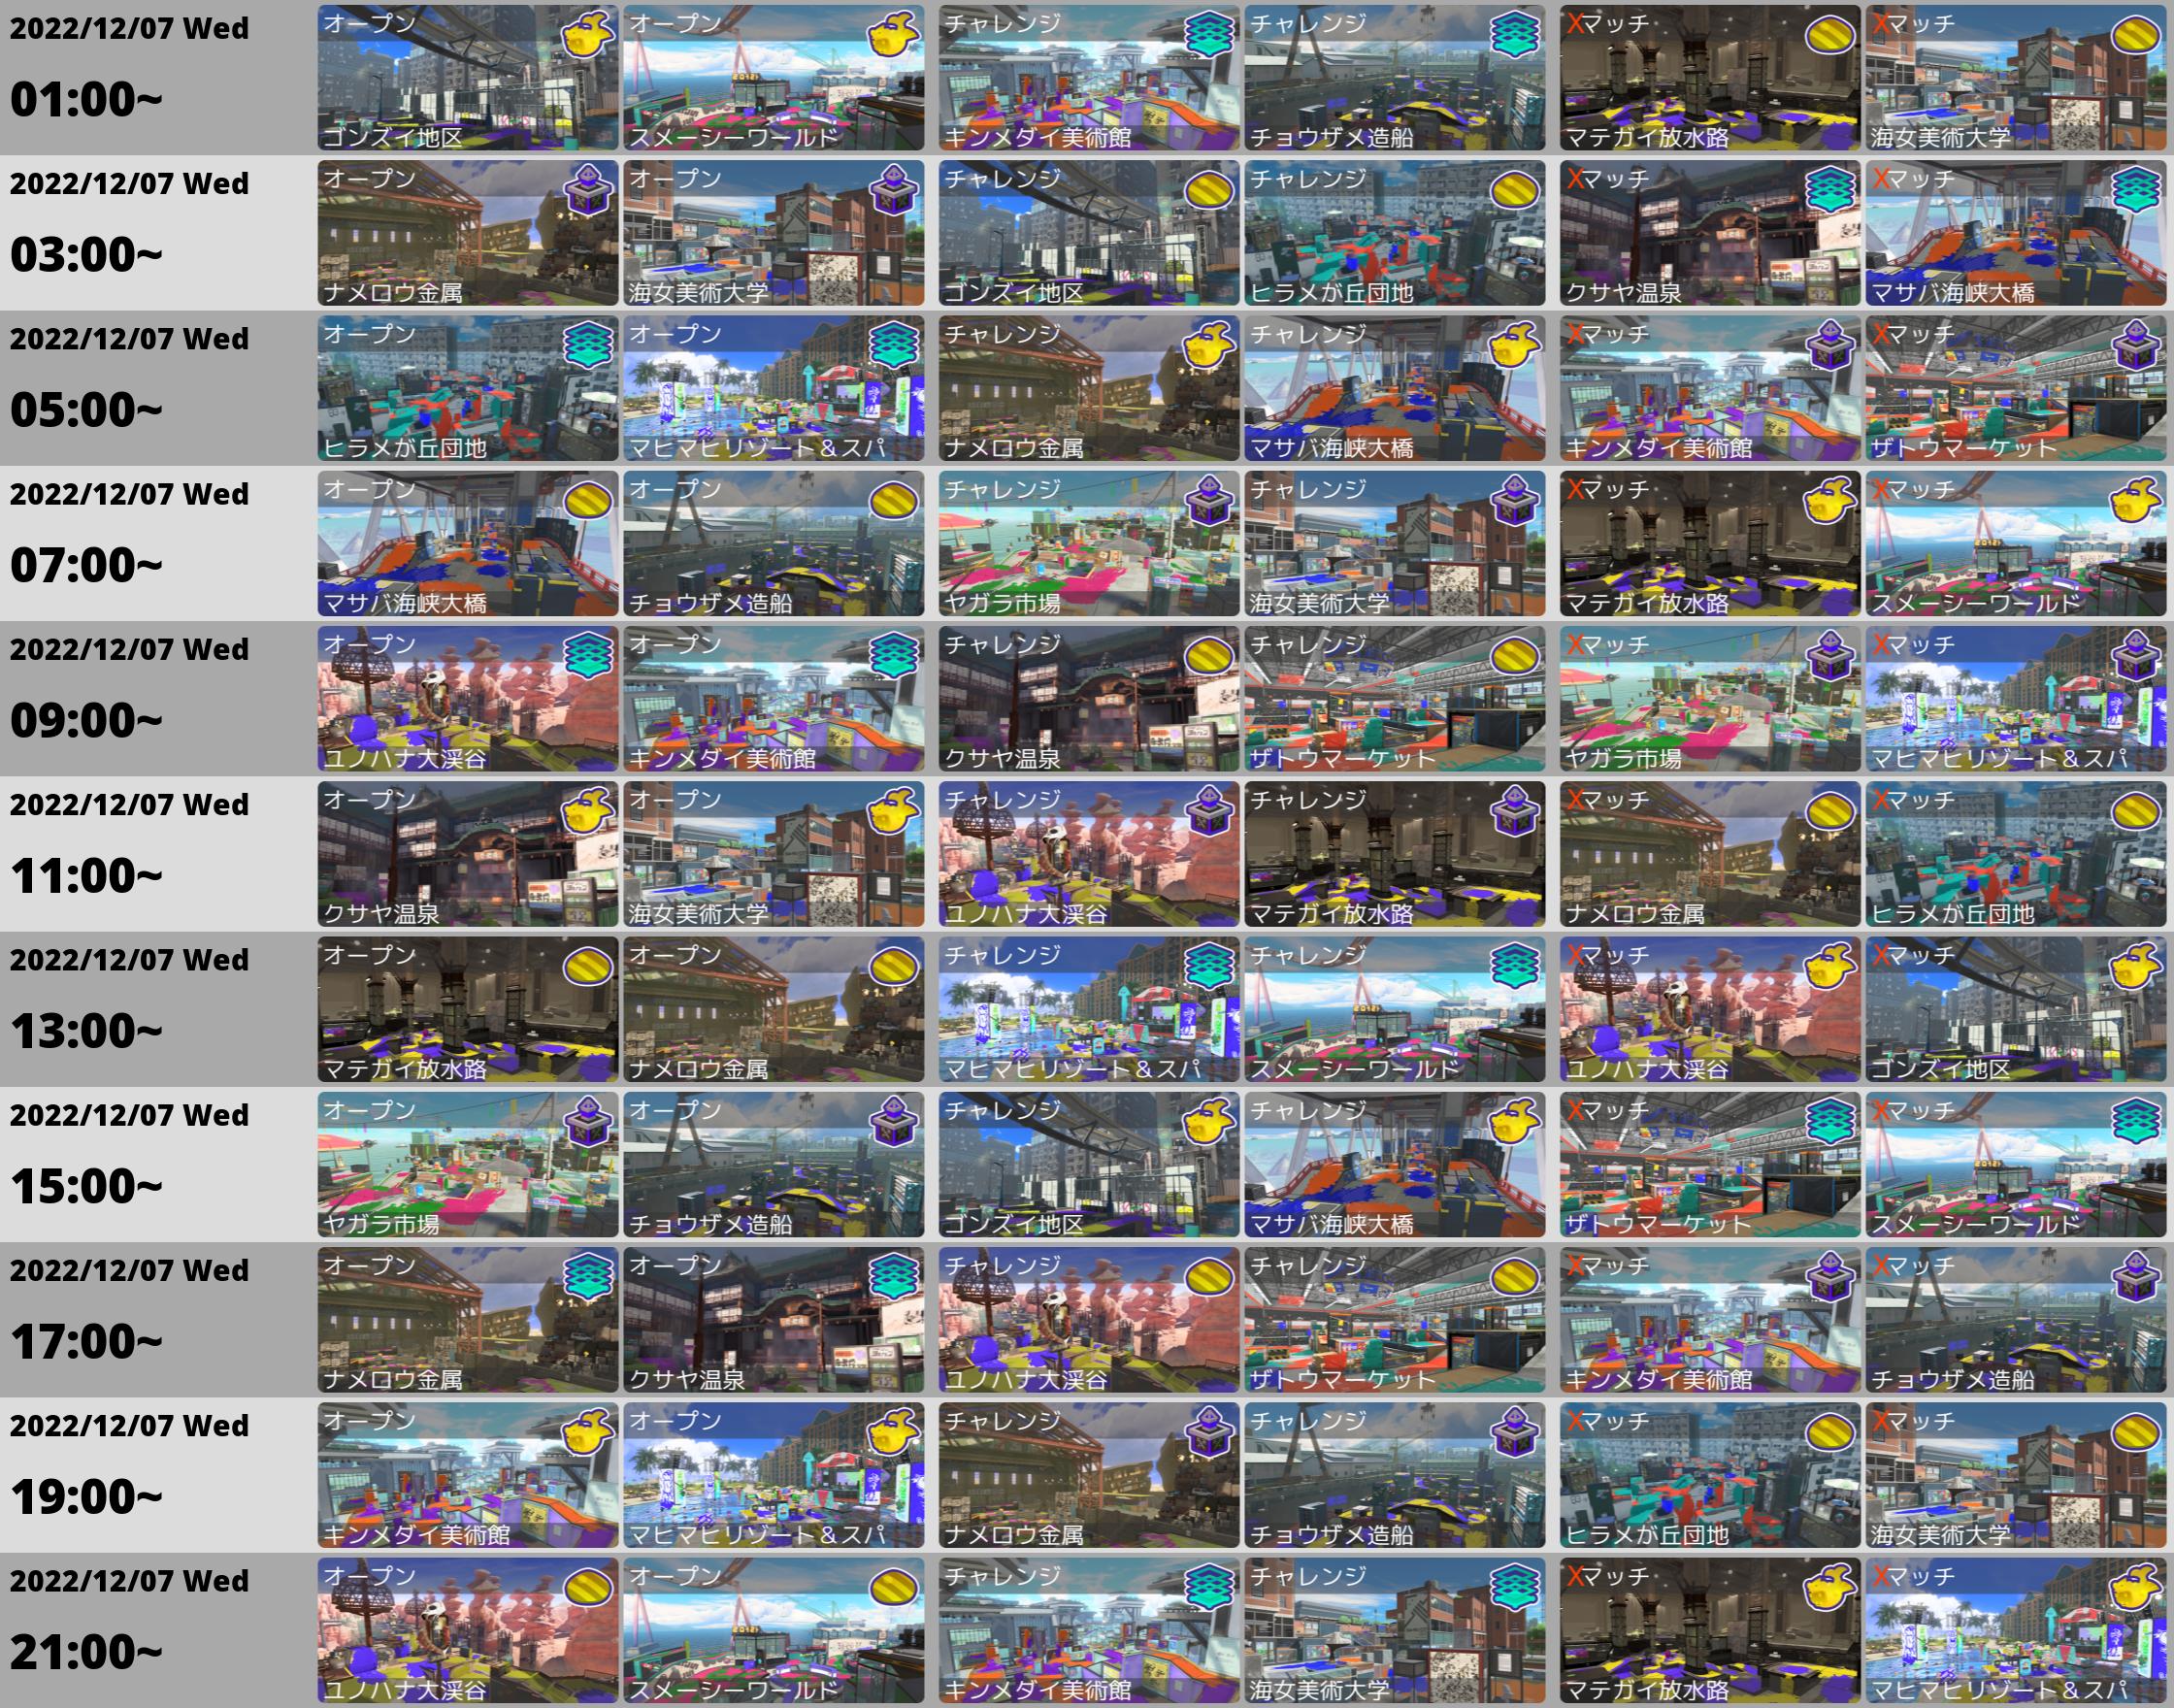 2022/12/07 Wed
01:00~
オープン
ゴンズイ地区
オープン
スメーシーワールド
チャレンジ
キンメダイ美術館
チャレンジ
チョウザメ造船
Xマッチ
マテガイ放水路
Xマッチ
海女美術大学
2022/12/07 Wed
03:00~
オープン
ナメロウ金属
オープン
海女美術大学
チャレンジ
ゴンズイ地区
チャレンジ
ヒラメが丘団地
Xマッチ
クサヤ温泉
Xマッチ
マサバ海峡大橋
2022/12/07 Wed
05:00~
オープン
ヒラメが丘団地
オープン
マヒマヒリゾート＆スパ
チャレンジ
ナメロウ金属
チャレンジ
マサバ海峡大橋
Xマッチ
キンメダイ美術館
Xマッチ
ザトウマーケット
2022/12/07 Wed
07:00~
オープン
マサバ海峡大橋
オープン
チョウザメ造船
チャレンジ
ヤガラ市場
チャレンジ
海女美術大学
Xマッチ
マテガイ放水路
Xマッチ
スメーシーワールド
2022/12/07 Wed
09:00~
オープン
ユノハナ大渓谷
オープン
キンメダイ美術館
チャレンジ
クサヤ温泉
チャレンジ
ザトウマーケット
Xマッチ
ヤガラ市場
Xマッチ
マヒマヒリゾート＆スパ
2022/12/07 Wed
11:00~
オープン
クサヤ温泉
オープン
海女美術大学
チャレンジ
ユノハナ大渓谷
チャレンジ
マテガイ放水路
Xマッチ
ナメロウ金属
Xマッチ
ヒラメが丘団地
2022/12/07 Wed
13:00~
オープン
マテガイ放水路
オープン
ナメロウ金属
チャレンジ
マヒマヒリゾート＆スパ
チャレンジ
スメーシーワールド
Xマッチ
ユノハナ大渓谷
Xマッチ
ゴンズイ地区
2022/12/07 Wed
15:00~
オープン
ヤガラ市場
オープン
チョウザメ造船
チャレンジ
ゴンズイ地区
チャレンジ
マサバ海峡大橋
Xマッチ
ザトウマーケット
Xマッチ
スメーシーワールド
2022/12/07 Wed
17:00~
オープン
ナメロウ金属
オープン
クサヤ温泉
チャレンジ
ユノハナ大渓谷
チャレンジ
ザトウマーケット
Xマッチ
キンメダイ美術館
Xマッチ
チョウザメ造船
2022/12/07 Wed
19:00~
オープン
キンメダイ美術館
オープン
マヒマヒリゾート＆スパ
チャレンジ
ナメロウ金属
チャレンジ
チョウザメ造船
Xマッチ
ヒラメが丘団地
Xマッチ
海女美術大学
2022/12/07 Wed
21:00~
オープン
ユノハナ大渓谷
オープン
スメーシーワールド
チャレンジ
キンメダイ美術館
チャレンジ
海女美術大学
Xマッチ
マテガイ放水路
Xマッチ
マヒマヒリゾート＆スパ